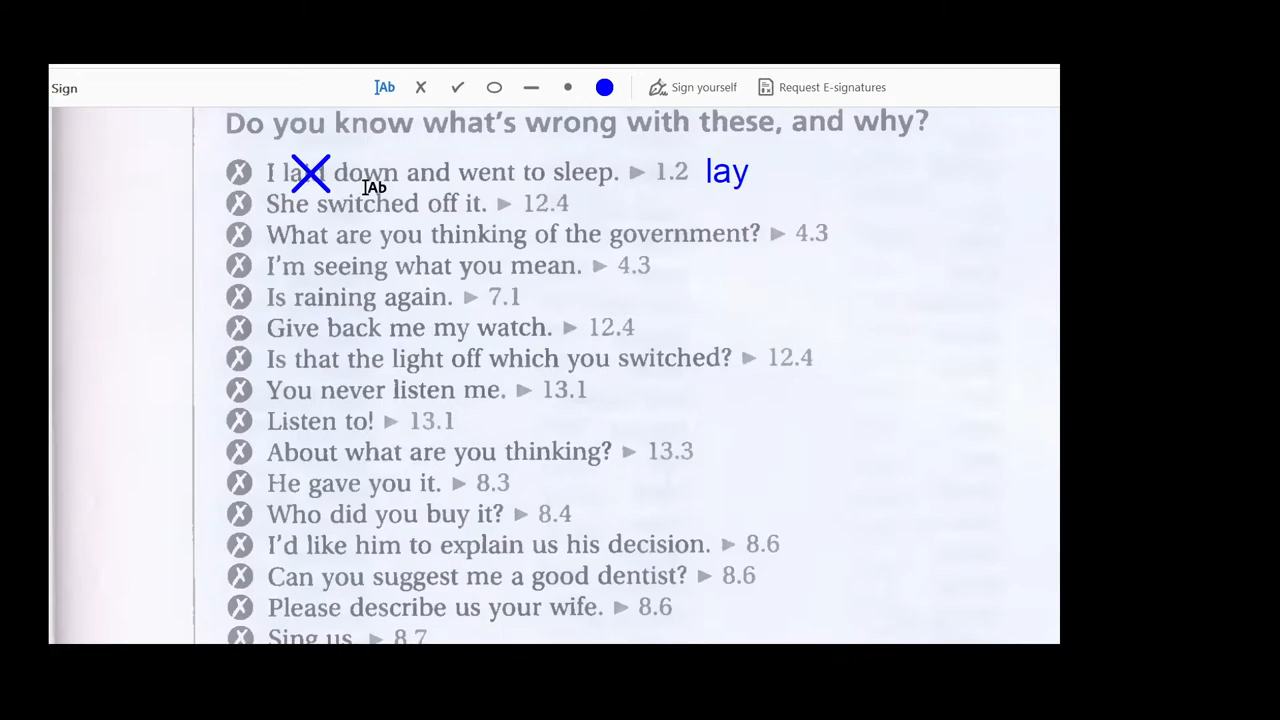 Sign Ab Sign yourself Request E-signatures
Do you know what's wrong with these, and why?
I down and went to sleep. ▶ 1.2 lay
Ab
She switched off it. ▶ 12.4
What are you thinking of the government? ▶ 4.3
I'm seeing what you mean. ▶ 4.3
Is raining again. ▶ 7.1
Give back me my watch. ▶ 12.4
Is that the light off which you switched? ▶ 12.4
You never listen me. ▶ 13.1
Listen to! ▶ 13.1
About what are you thinking? ▶ 13.3
He gave you it. ▶ 8.3
Who did you buy it? ▶ 8.4
I'd like him to explain us his decision. ▶ 8.6
Can you suggest me a good dentist? ▶ 8.6
Please describe us your wife. ▶ 8.6
Sing us. ▶ 8.7